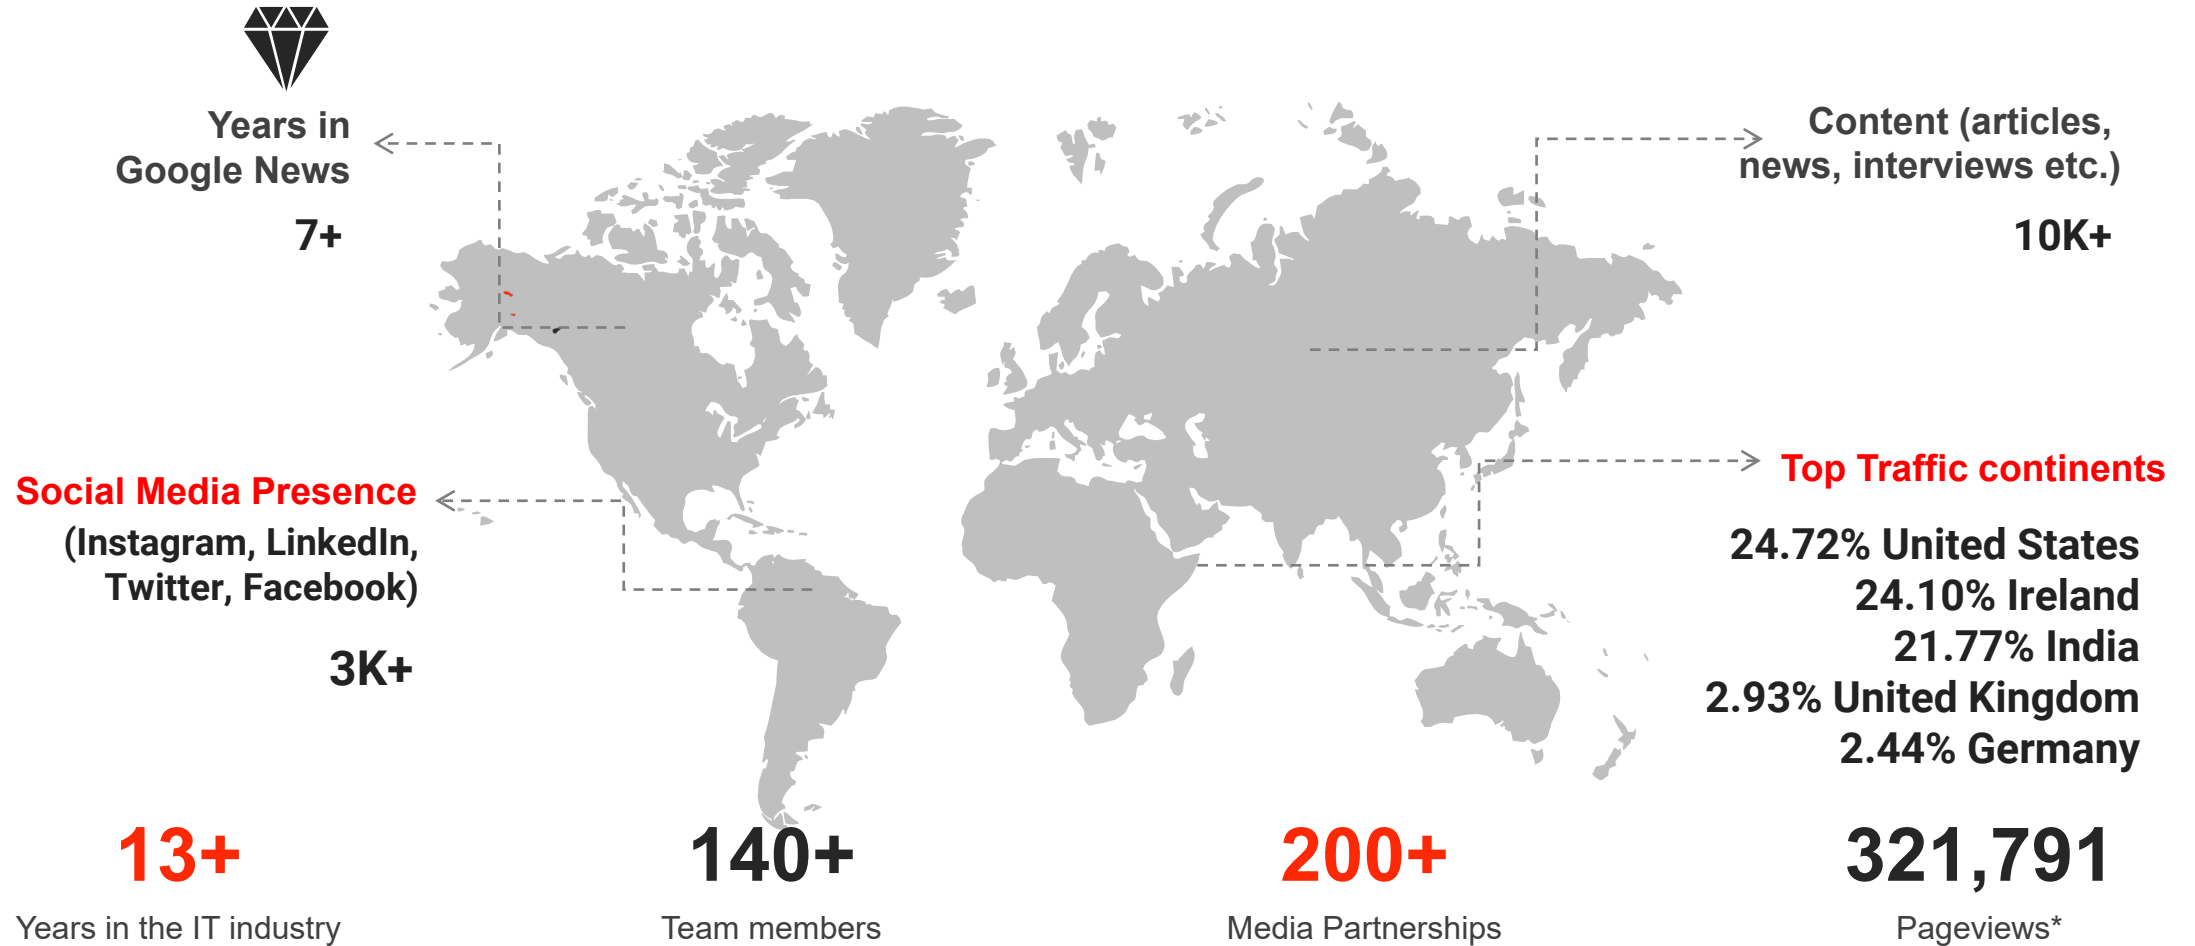 Years in
Google News
7+
Content (articles,
news, interviews etc.)
10K+
Social Media Presence
(Instagram, LinkedIn,
Twitter, Facebook)
3K+
Top Traffic continents
24.72% United States
24.10% Ireland
21.77% India
2.93% United Kingdom
2.44% Germany
13+
Years in the IT industry
140+
Team members
200+
Media Partnerships
321,791
Pageviews*